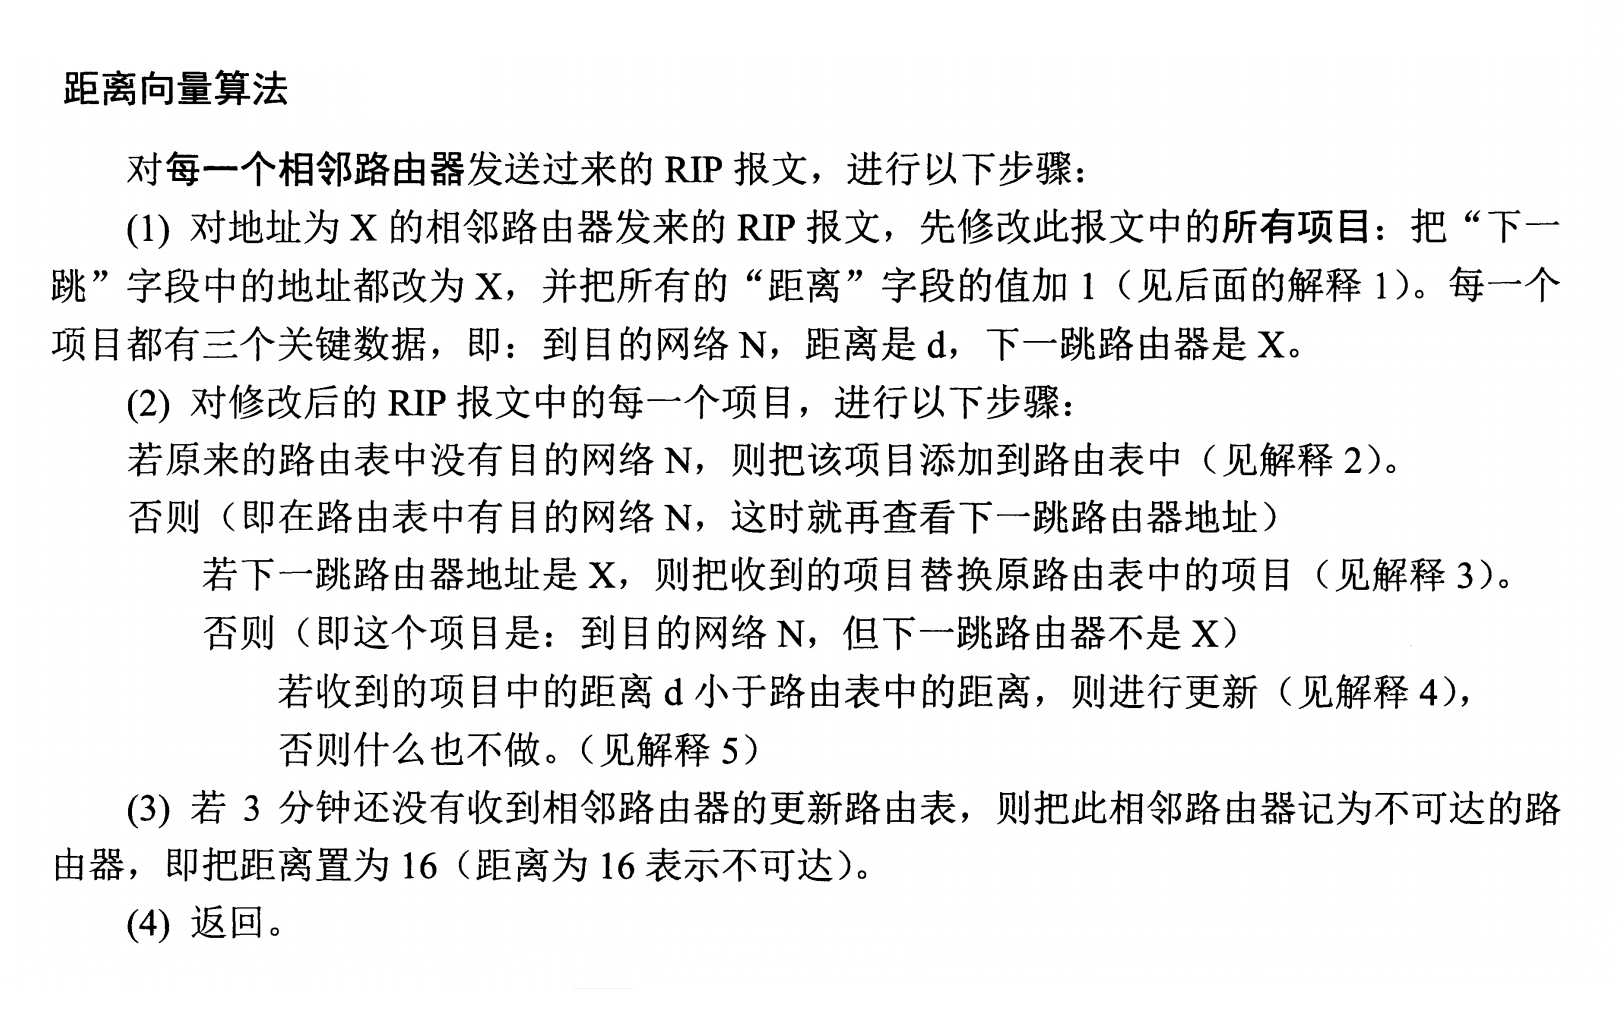 距离向量算法
对每一个相邻路由器发送过来的 RIP 报文，进行以下步骤：
(1) 对地址为 X 的相邻路由器发来的 RIP 报文，先修改此报文中的所有项目：把“下一
跳”字段中的地址都改为 X，并把所有的“距离”字段的值加 1（见后面的解释 1）。每一个
项目都有三个关键数据，即：到目的网络 N，距离是 d，下一跳路由器是 X。
(2) 对修改后的 RIP 报文中的每一个项目，进行以下步骤：
若原来的路由表中没有目的网络 N，则把该项目添加到路由表中（见解释 2）。
否则（即在路由表中有目的网络 N，这时就再查看下一跳路由器地址）
若下一跳路由器地址是 X，则把收到的项目替换原路由表中的项目（见解释 3）。
否则（即这个项目是：到目的网络 N，但下一跳路由器不是 X）
若收到的项目中的距离 d 小于路由表中的距离，则进行更新（见解释 4），
否则什么也不做。（见解释 5）
(3) 若 3 分钟还没有收到相邻路由器的更新路由表，则把此相邻路由器记为不可达的路
由器，即把距离置为 16（距离为 16 表示不可达）。
(4) 返回。